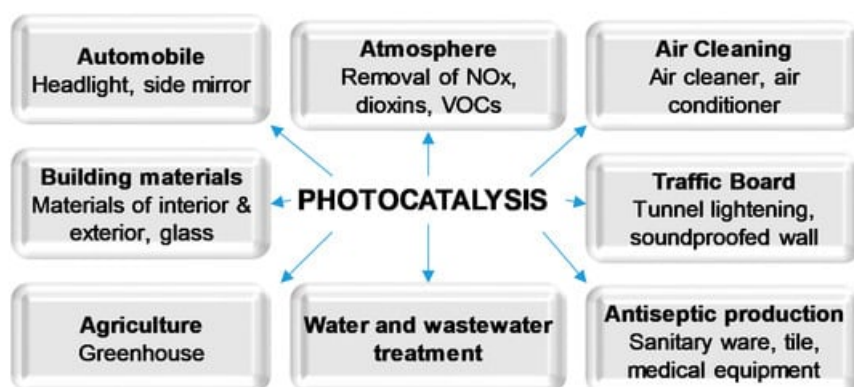 Automobile
Headlight, side mirror
Atmosphere
Removal of NOx,
dioxins, VOCs
Air Cleaning
Air cleaner, air
conditioner
Building materials
Materials of interior &
exterior, glass
PHOTOCATALYSIS
Traffic Board
Tunnel lightening,
soundproofed wall
Agriculture
Greenhouse
Water and wastewater
treatment
Antiseptic production
Sanitary ware, tile,
medical equipment